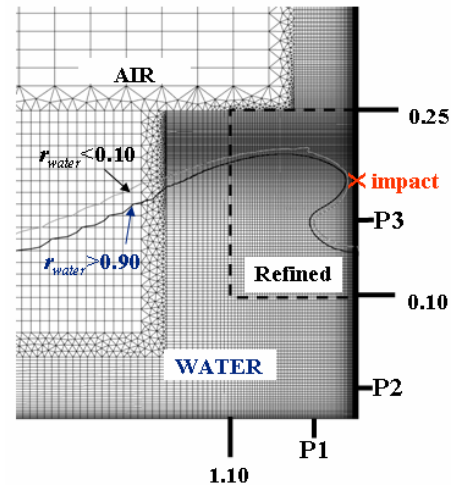 AIR
0.25
r_water<0.10
impact
P3
r_water>0.90
Refined
0.10
WATER
P2
P1
1.10